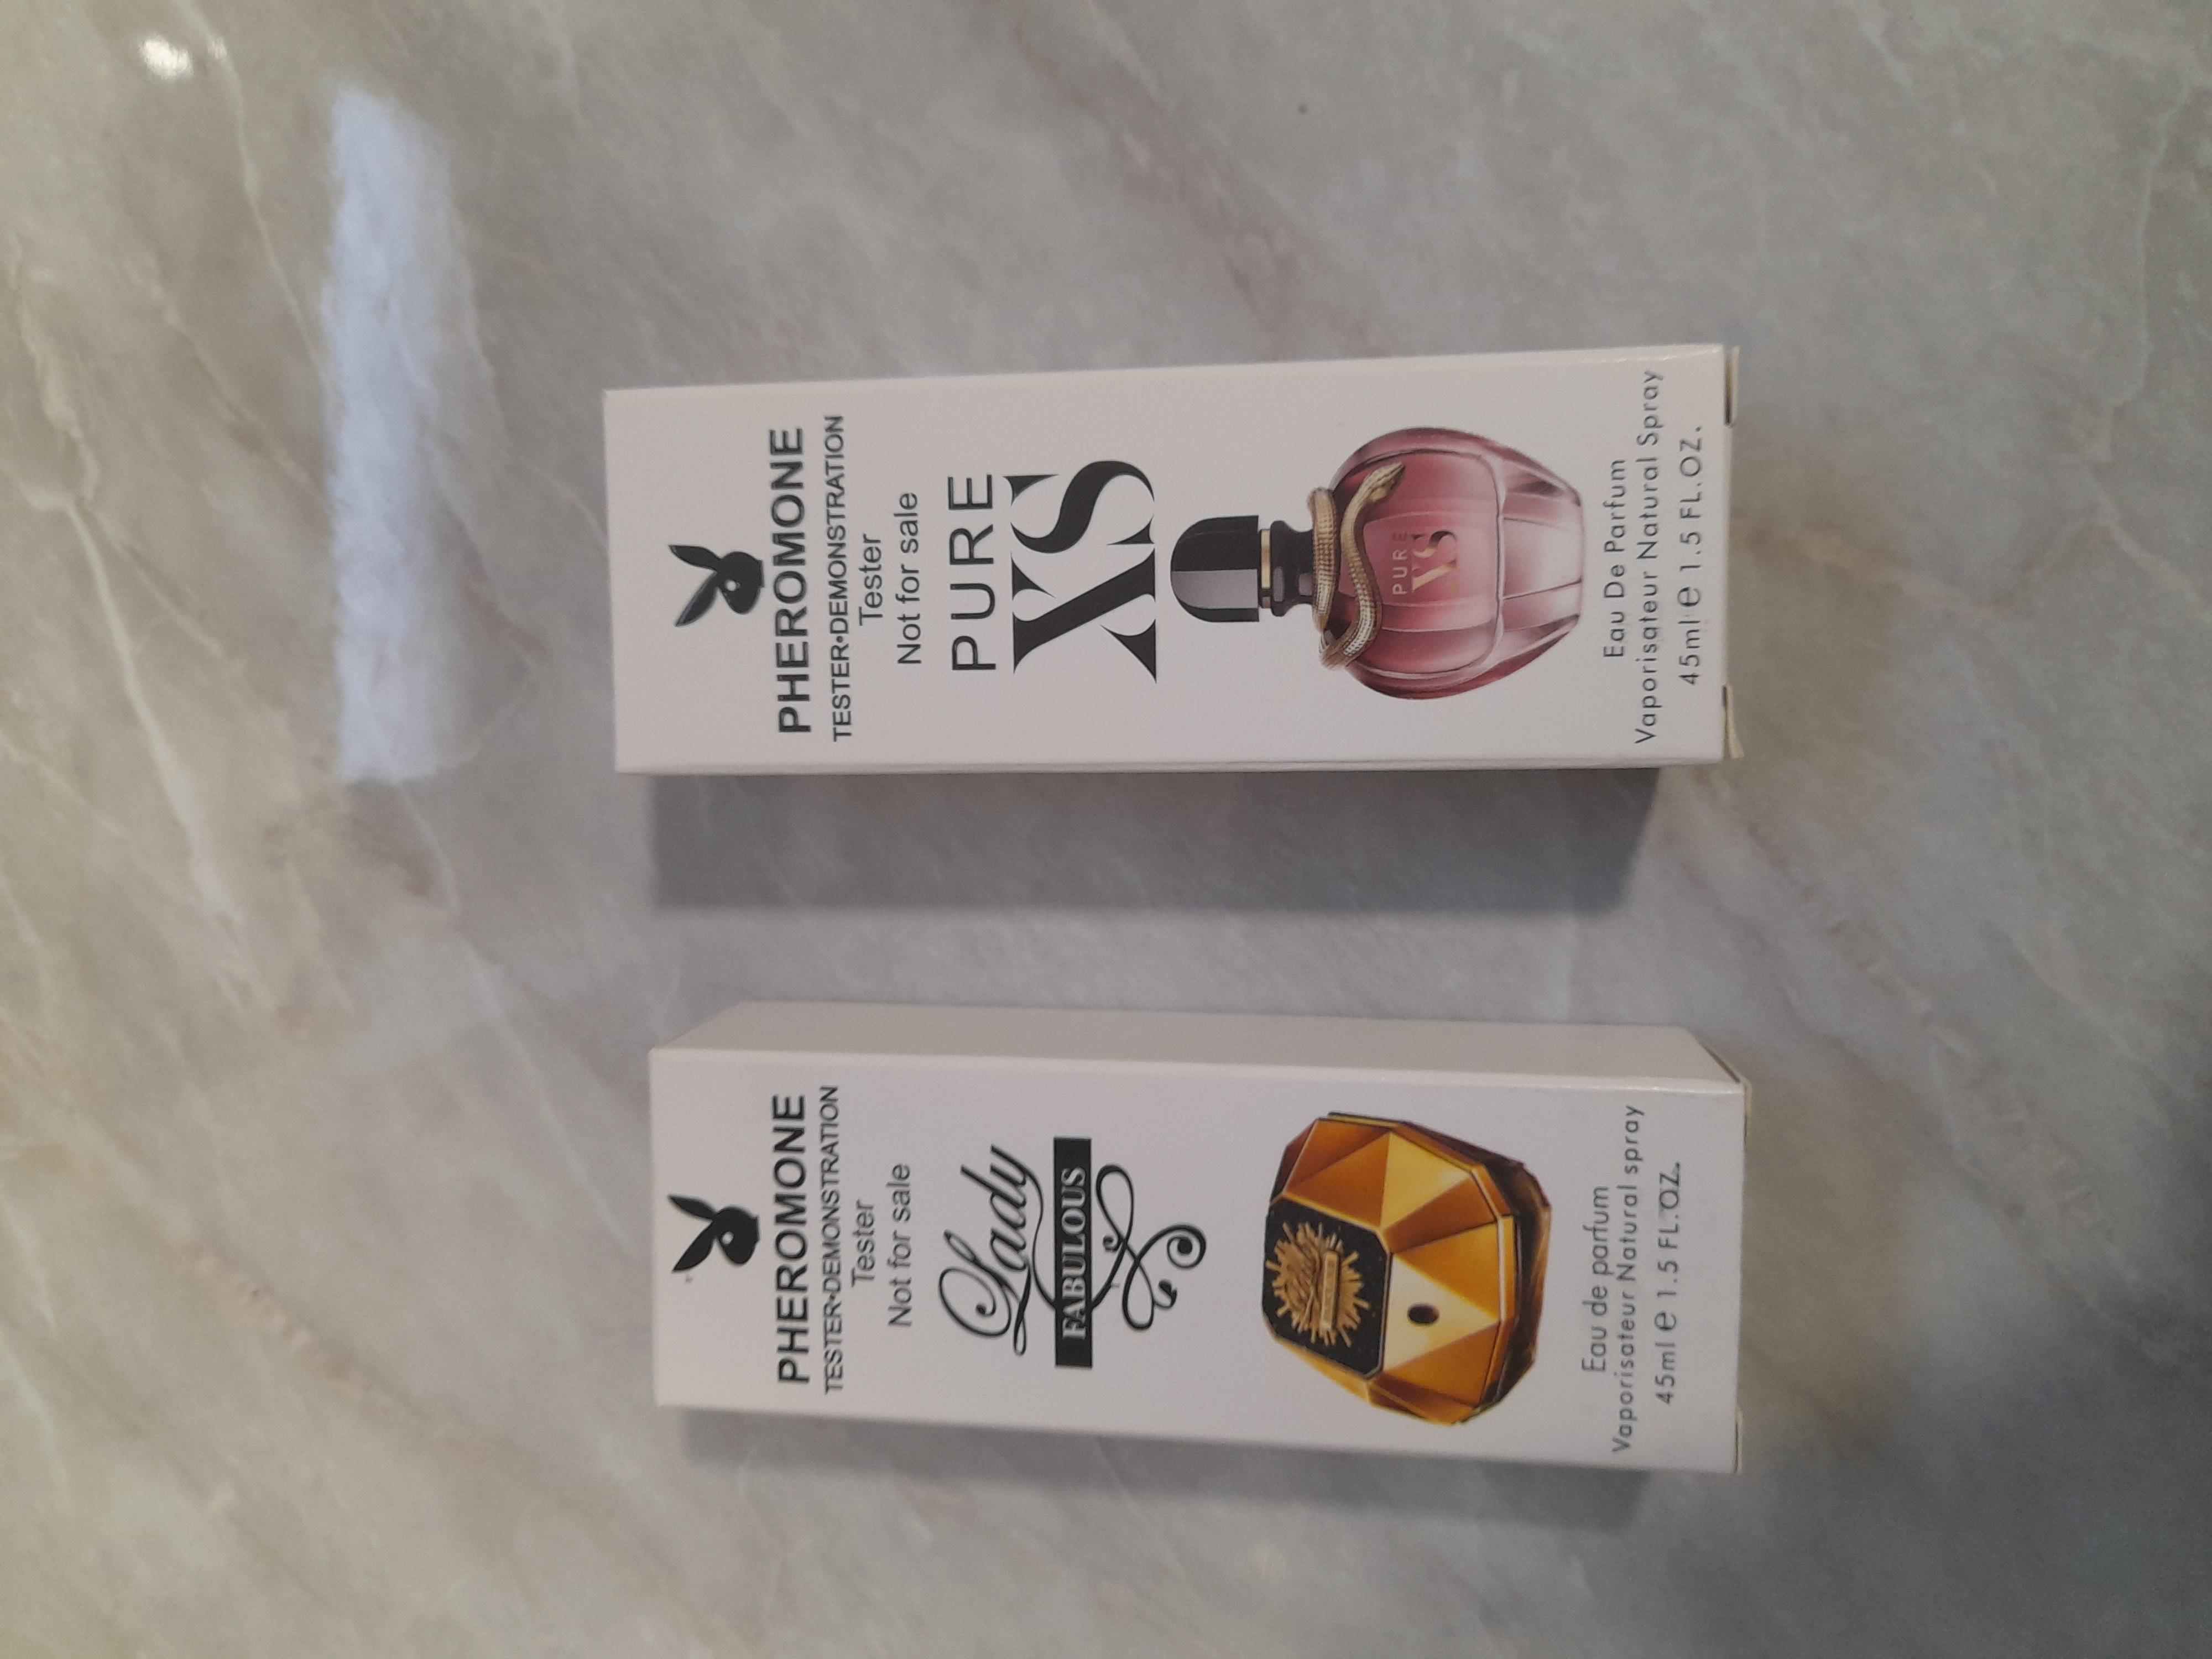 PHEROMONE
TESTER•DEMONSTRATION
Tester
Not for sale
Lady
FABULOUS
Eau de parfum
Vaporisateur Natural spray
45ml e 1.5 FL.OZ.
PHEROMONE
TESTER•DEMONSTRATION
Tester
Not for sale
PURE
XS
PURE
XS
Eau De Parfum
Vaporisateur Natural Spray
45ml e 1.5 FL.OZ.